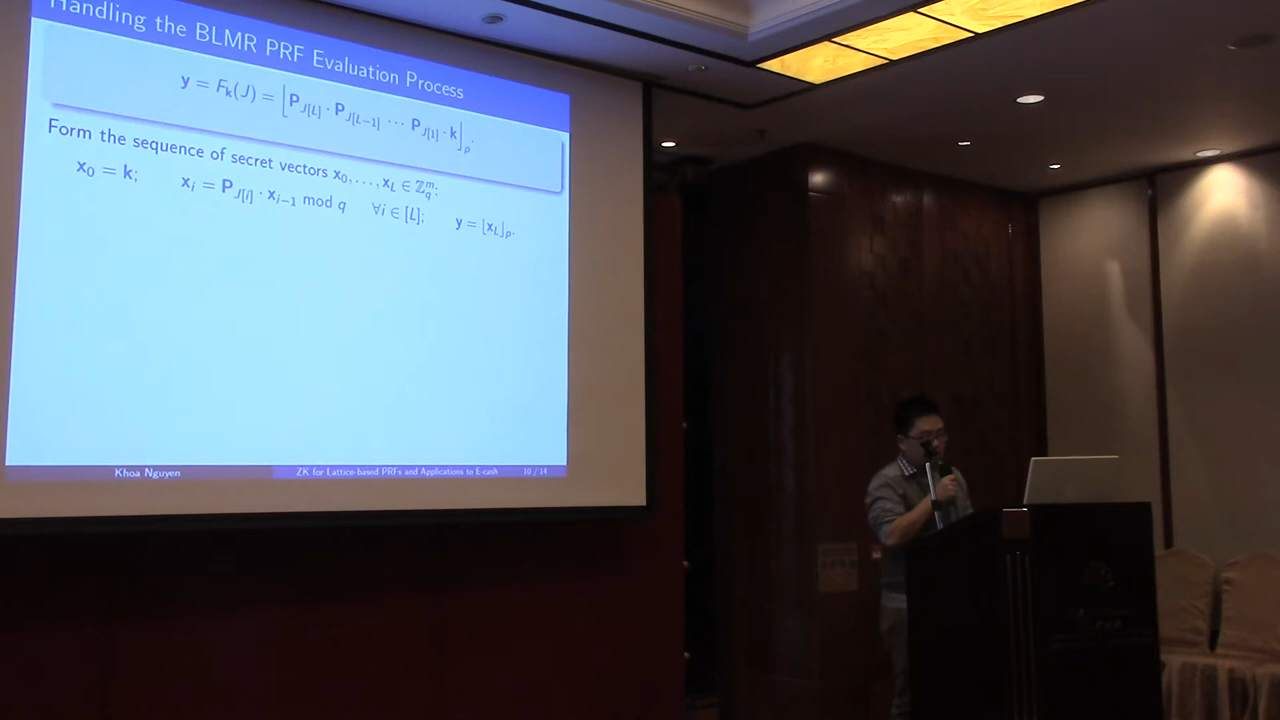 Handling the BLMR PRF Evaluation Process
y = F_k(J) = ⌊P_{J[L]} · P_{J[L−1]} ⋯ P_{J[1]} · k⌋_p.
Form the sequence of secret vectors x_0, …, x_L ∈ ℤ_q^m:
x_0 = k; x_i = P_{J[i]} · x_{i−1} mod q ∀i ∈ [L]; y = ⌊x_L⌋_p.
Khoa Nguyen ZK for Lattice-based PRFs and Applications to E-cash 10 / 14